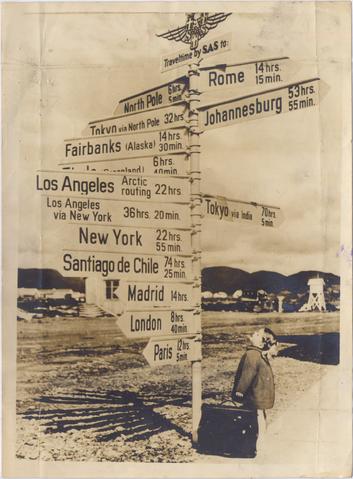 Traveltime by SAS to:
Rome 14hrs. 15min.
North Pole 6hrs. 5min.
Johannesburg 53hrs. 55min.
Tokyo via North Pole 32hrs.
Fairbanks (Alaska) 14hrs. 30min.
6hrs. 40min.
Los Angeles Arctic routing 22hrs.
Los Angeles via New York 36hrs. 20min.
Tokyo via India 70hrs. 5min.
New York 22hrs. 55min.
Santiago de Chile 74hrs. 25min.
Madrid 14hrs.
London 8hrs. 40min.
Paris 12hrs. 5min.